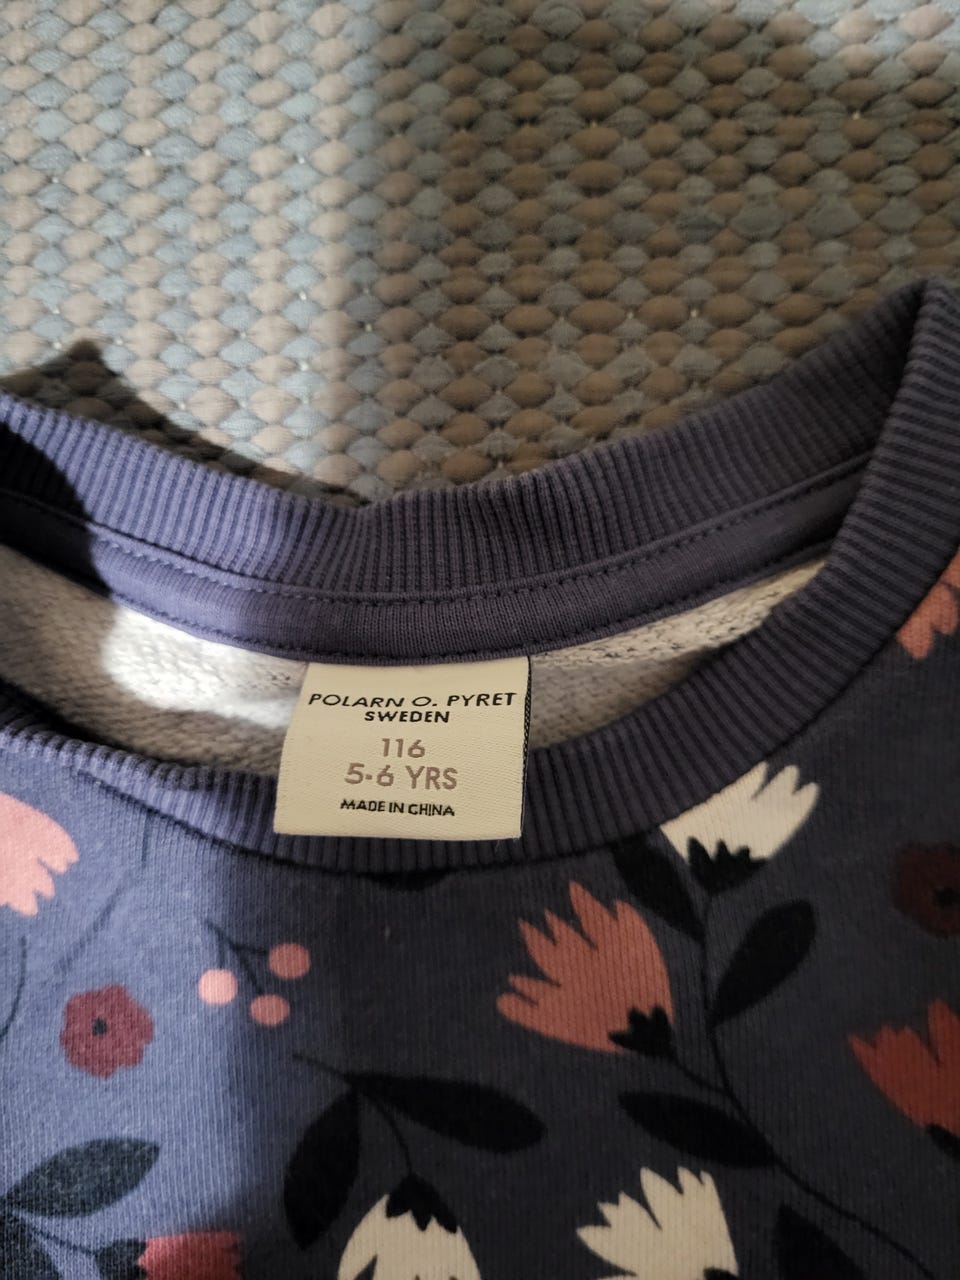 POLARN O. PYRET
SWEDEN
116
5-6 YRS
MADE IN CHINA